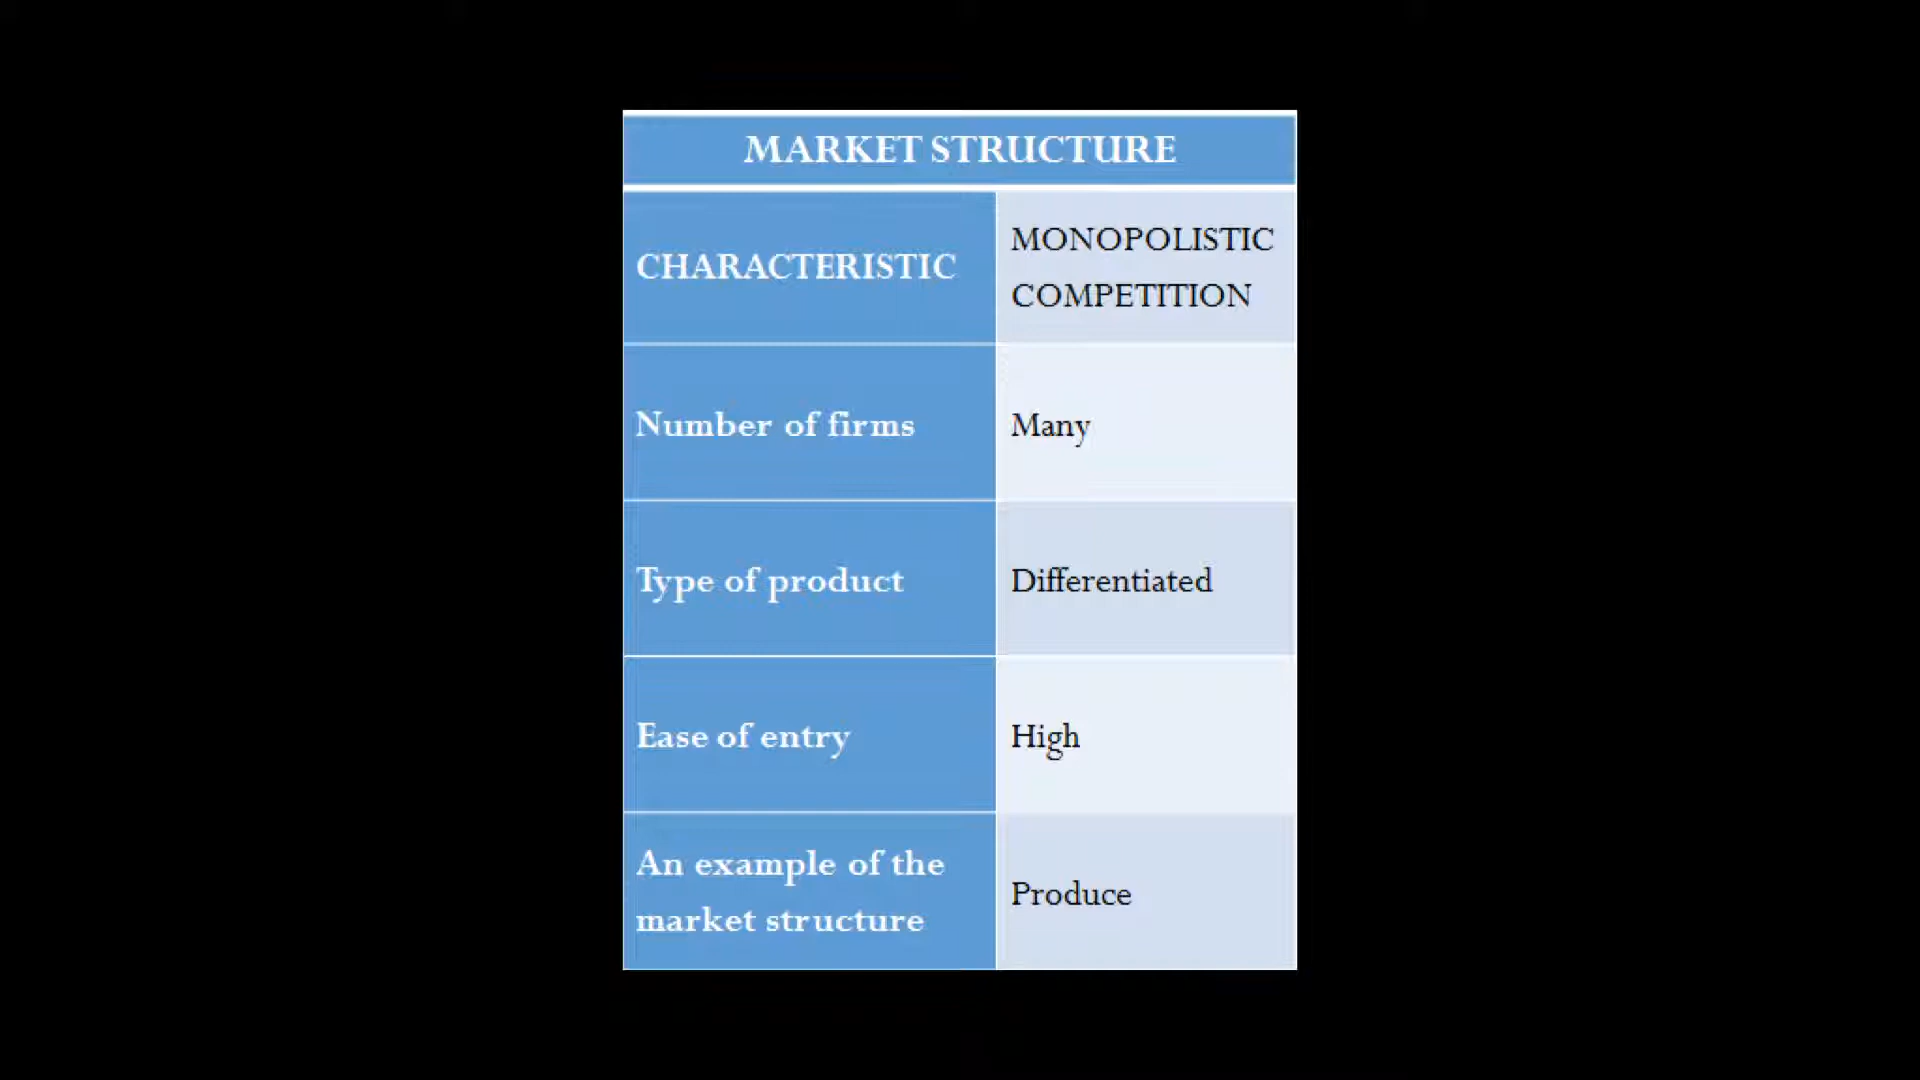 MARKET STRUCTURE
CHARACTERISTIC
MONOPOLISTIC
COMPETITION
Number of firms
Many
Type of product
Differentiated
Ease of entry
High
An example of the
market structure
Produce